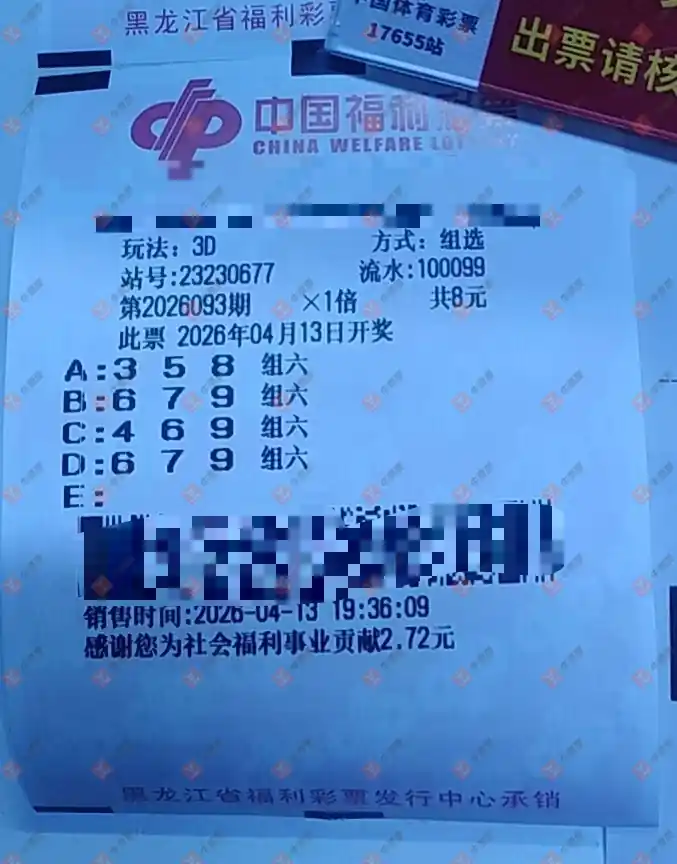 黑龙江省福利彩
中国体育彩票
17655站
出票请核
中国福利彩票
CHINA WELFARE LOTTERY
玩法：3D 方式：组选
站号:23230677 流水:100099
第2026093期 ×1倍 共8元
此票 2026年04月13日开奖
A:3 5 8 组六
B:6 7 9 组六
C:4 6 9 组六
D:6 7 9 组六
E:
销售时间:2026-04-13 19:36:09
感谢您为社会福利事业贡献2.72元
黑龙江省福利彩票发行中心承销